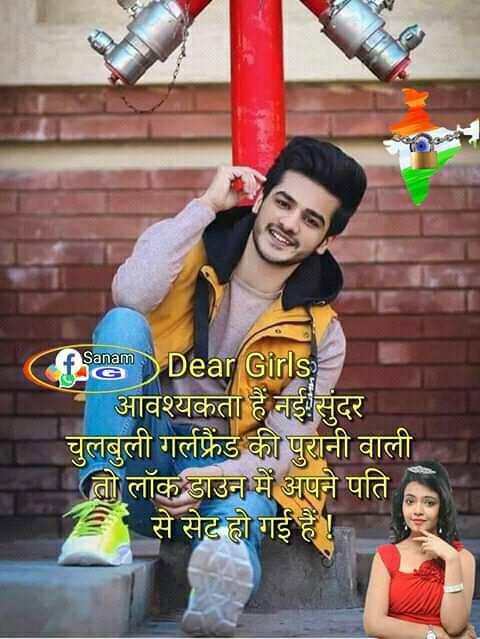 Sanam
G
Dear Girls
आवश्यकता हैं नई सुंदर
चुलबुली गर्लफ्रैंड की पुरानी वाली
तो लॉक डाउन में अपने पति
से सेट हो गई हैं !